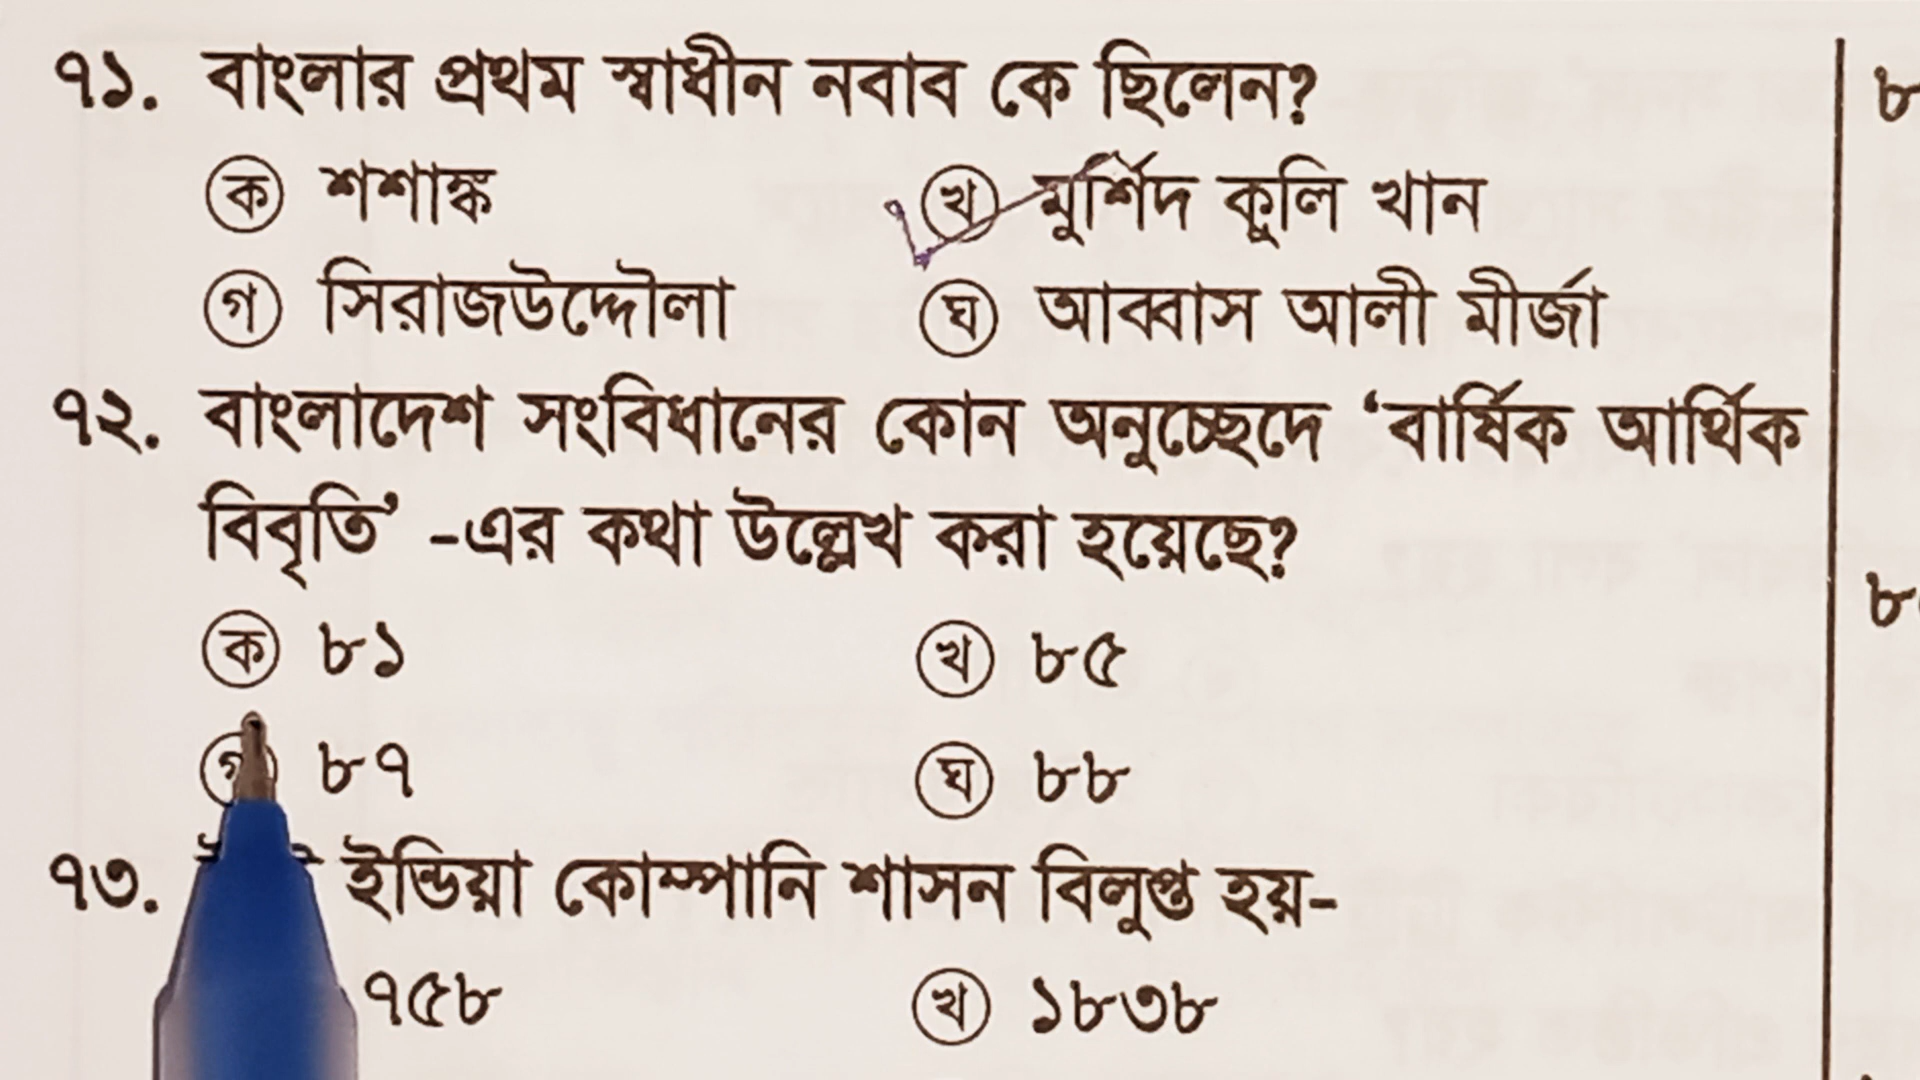 ৭১. বাংলার প্রথম স্বাধীন নবাব কে ছিলেন?
ক শশাঙ্ক খ মুর্শিদ কুলি খান
গ সিরাজউদ্দৌলা ঘ আব্বাস আলী মীর্জা
৭২. বাংলাদেশ সংবিধানের কোন অনুচ্ছেদে ‘বার্ষিক আর্থিক
বিবৃতি’ -এর কথা উল্লেখ করা হয়েছে?
ক ৮১ খ ৮৫
গ ৮৭ ঘ ৮৮
৭৩. ইন্ডিয়া কোম্পানি শাসন বিলুপ্ত হয়-
৭৫৮ খ ১৮৩৮
৮